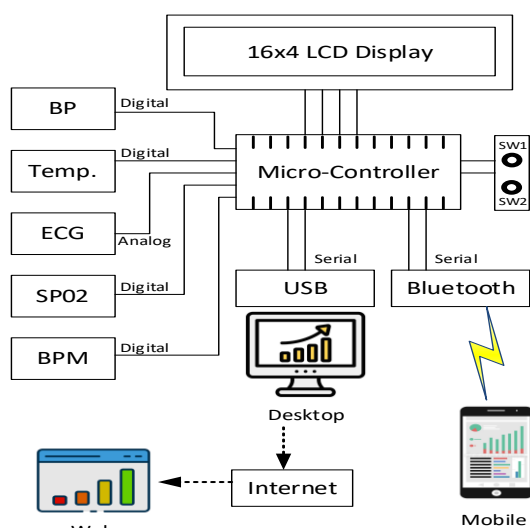 16x4 LCD Display
BP
Digital
Temp.
Digital
ECG
Analog
SP02
Digital
BPM
Digital
Micro-Controller
SW1
SW2
Serial
Serial
USB
Bluetooth
Desktop
Internet
Mobile